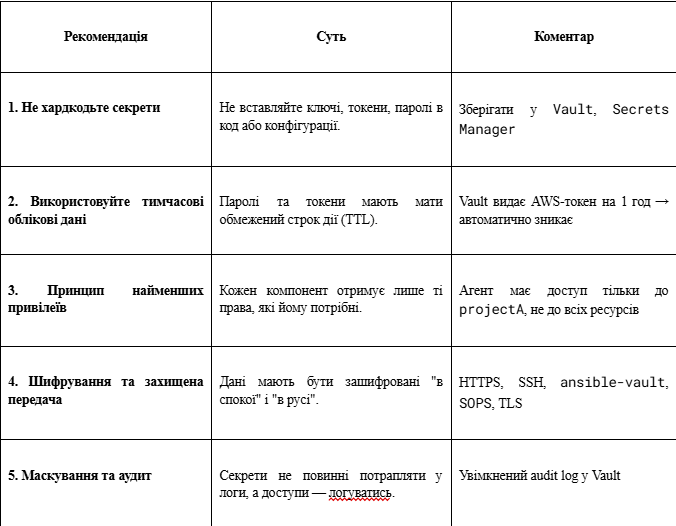 Рекомендація
Суть
Коментар
1. Не хардкодьте секрети
Не вставляйте ключі, токени, паролі в
код або конфігурації.
Зберігати у Vault, Secrets
Manager
2. Використовуйте тимчасові
облікові дані
Паролі та токени мають мати
обмежений строк дії (TTL).
Vault видає AWS-токен на 1 год →
автоматично зникає
3. Принцип найменших
привілеїв
Кожен компонент отримує лише ті
права, які йому потрібні.
Агент має доступ тільки до
projectA, не до всіх ресурсів
4. Шифрування та захищена
передача
Дані мають бути зашифровані "в
спокої" і "в русі".
HTTPS, SSH, ansible-vault,
SOPS, TLS
5. Маскування та аудит
Секрети не повинні потрапляти у
логи, а доступи — логуватись.
Увімкнений audit log у Vault